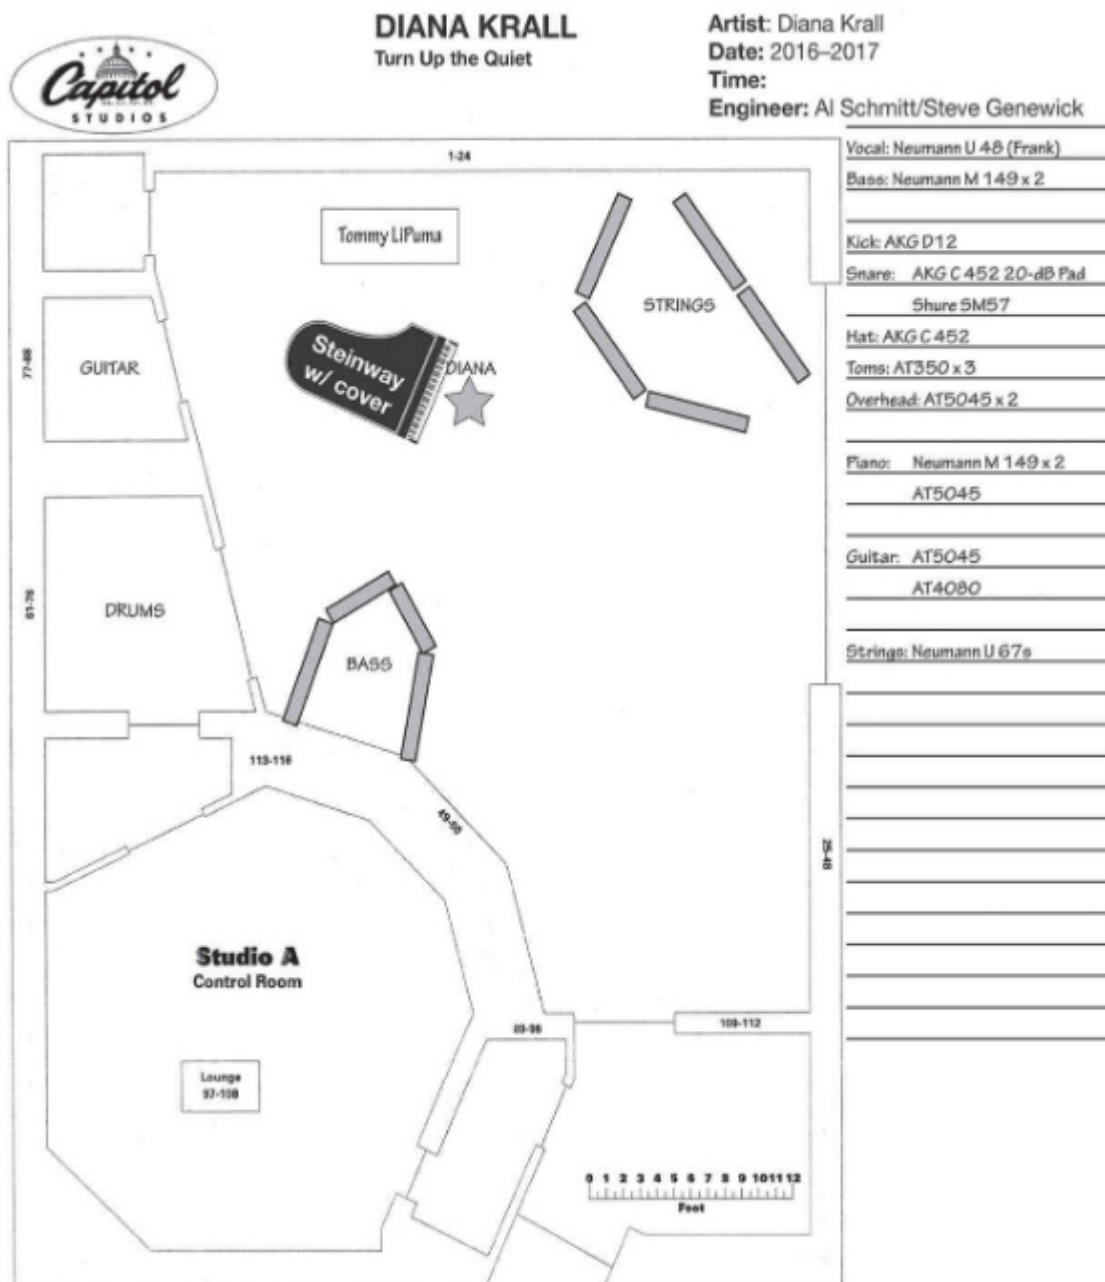 DIANA KRALL
Turn Up the Quiet
Artist: Diana Krall
Date: 2016–2017
Time:
Engineer: Al Schmitt/Steve Genewick
Capitol
STUDIOS
Vocal: Neumann U 48 (Frank)
Bass: Neumann M 149 x 2
Kick: AKG D12
Snare: AKG C 452 20-dB Pad
Shure SM57
Hat: AKG C 452
Toms: AT350 x 3
Overhead: AT5045 x 2
Piano: Neumann M 149 x 2
AT5045
Guitar: AT5045
AT4080
Strings: Neumann U 67s
1-24
Tommy LiPuma
STRINGS
Steinway
w/ cover
DIANA
GUITAR
DRUMS
61-76
BASS
113-116
25-48
Studio A
Control Room
109-112
Lounge
97-108
0 1 2 3 4 5 6 7 8 9 10 11 12
Feet